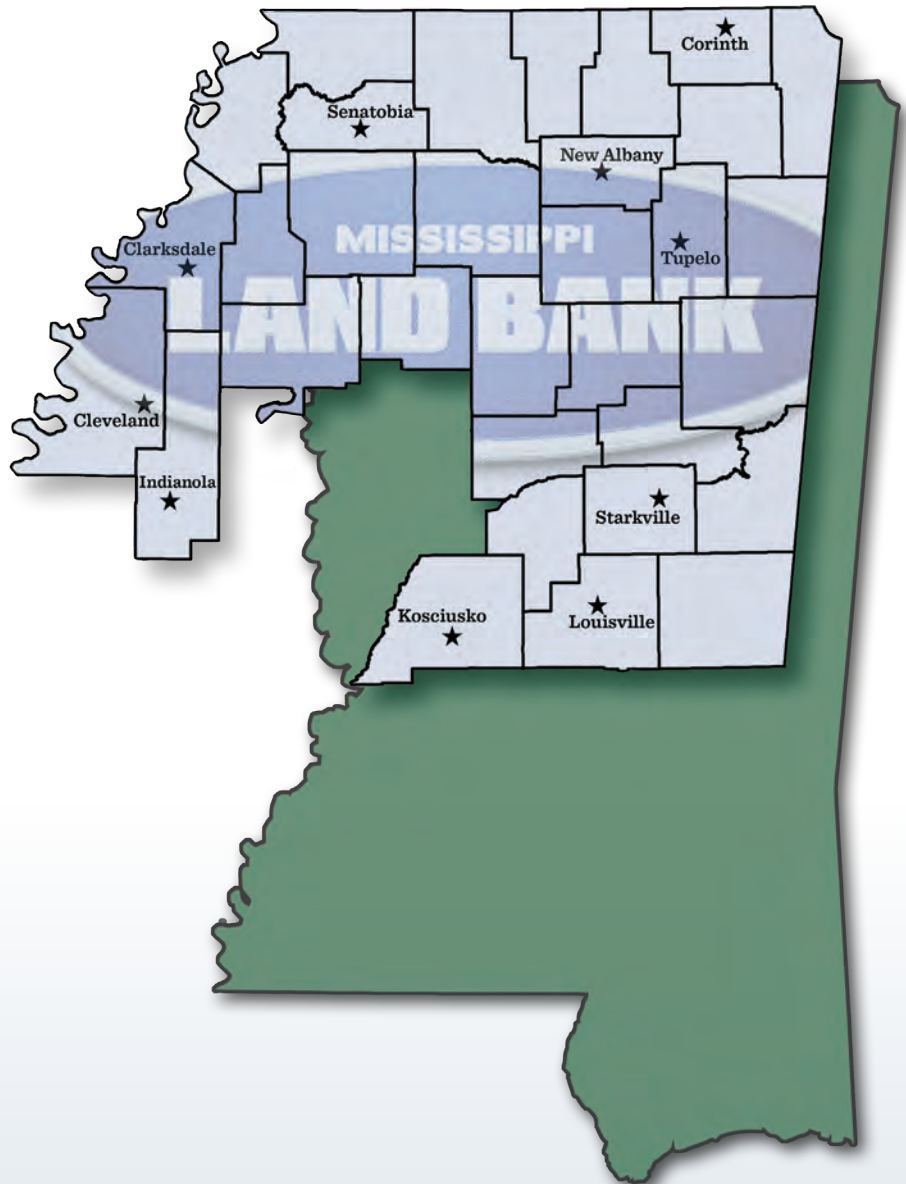 Corinth
Senatobia
New Albany
MISSISSIPPI
Clarksdale
Tupelo
LAND BANK
Cleveland
Indianola
Starkville
Kosciusko
Louisville